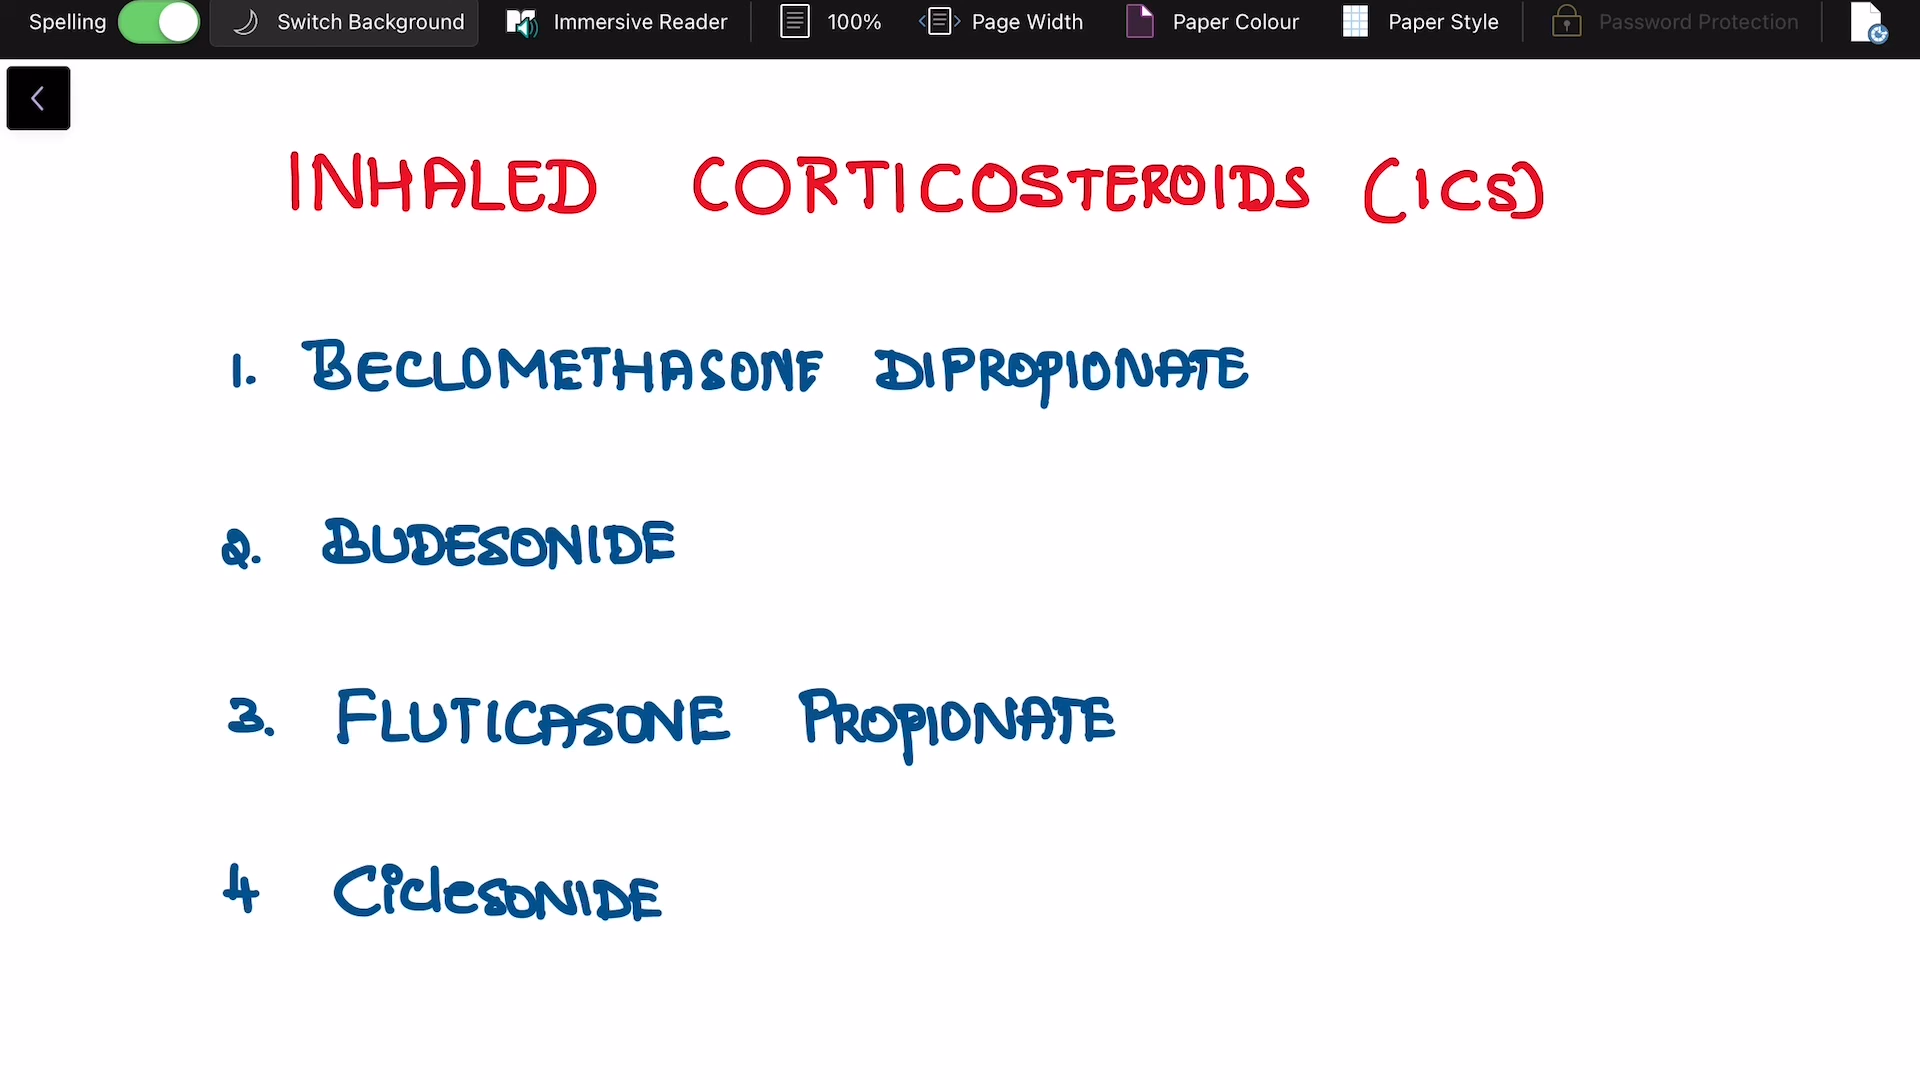 Spelling Switch Background Immersive Reader 100% Page Width Paper Colour Paper Style Password Protection
INHALED CORTICOSTEROIDS (ICS)
1. BECLOMETHASONE DIPROPIONATE
2. BUDESONIDE
3. FLUTICASONE PROPIONATE
4 CiclesONIDE